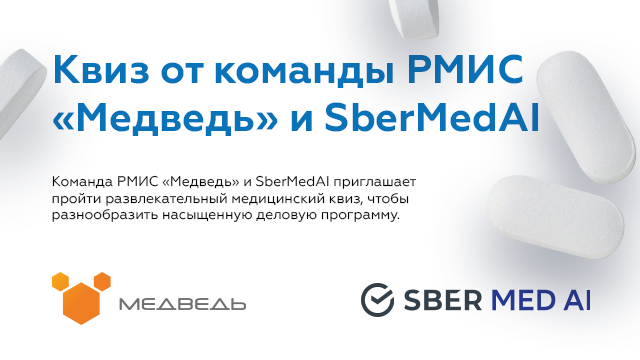 Квиз от команды РМИС
«Медведь» и SberMedAI
Команда РМИС «Медведь» и SberMedAI приглашает
пройти развлекательный медицинский квиз, чтобы
разнообразить насыщенную деловую программу.
МЕДВЕДЬ
SBER MED AI